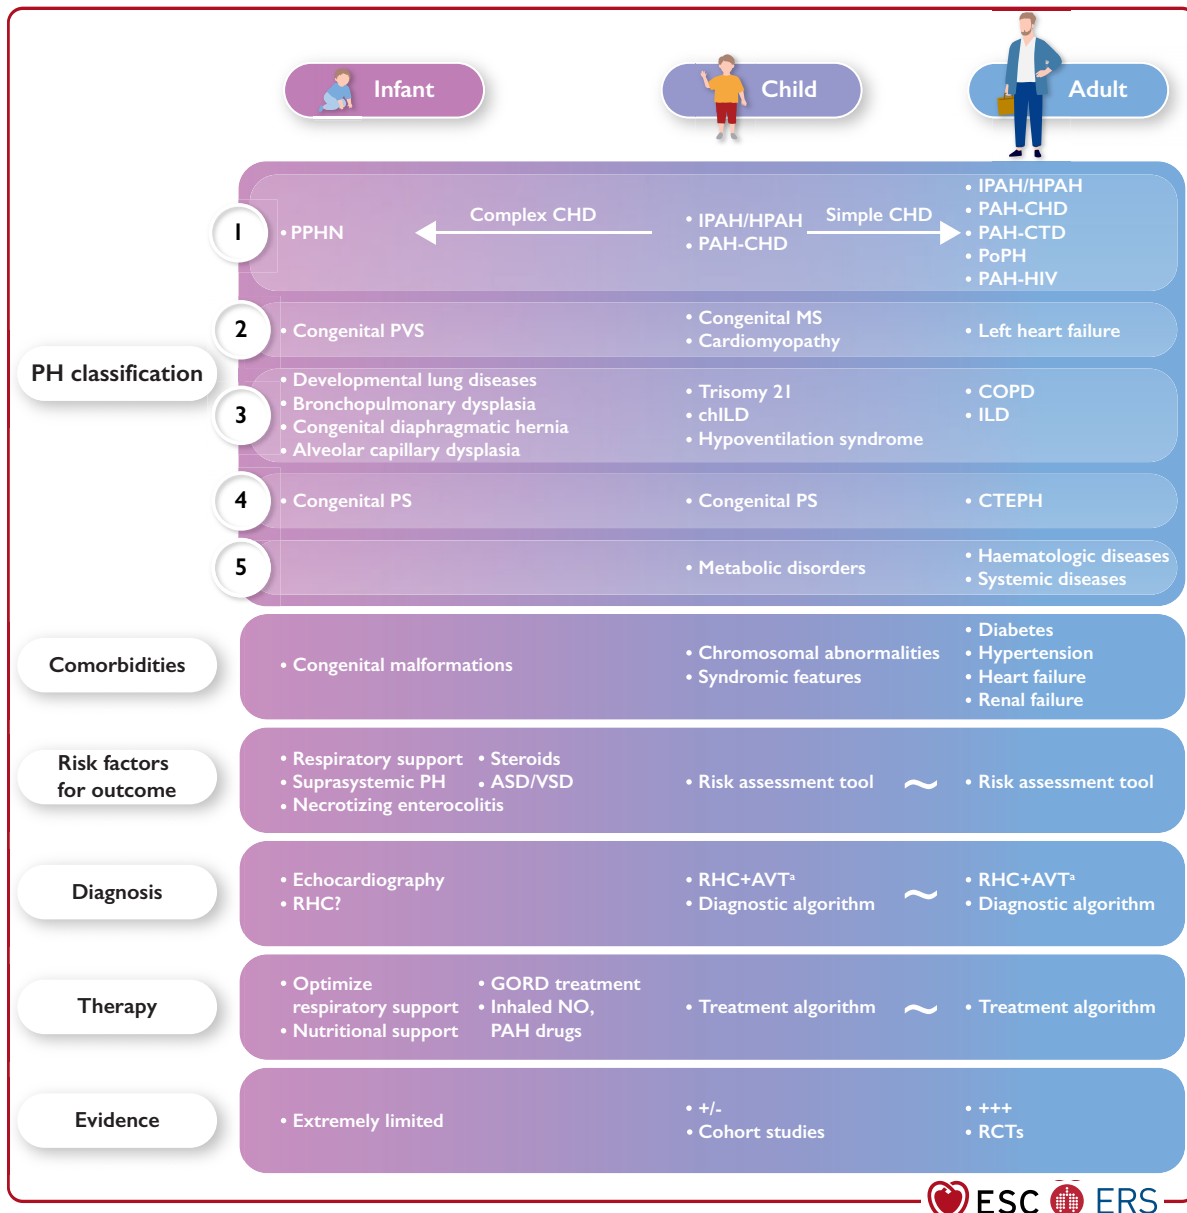 Infant
Child
Adult
PH classification
1
• PPHN
Complex CHD
• IPAH/HPAH
• PAH-CHD
Simple CHD
• IPAH/HPAH
• PAH-CHD
• PAH-CTD
• PoPH
• PAH-HIV
2
• Congenital PVS
• Congenital MS
• Cardiomyopathy
• Left heart failure
3
• Developmental lung diseases
• Bronchopulmonary dysplasia
• Congenital diaphragmatic hernia
• Alveolar capillary dysplasia
• Trisomy 21
• chILD
• Hypoventilation syndrome
• COPD
• ILD
4
• Congenital PS
• Congenital PS
• CTEPH
5
• Metabolic disorders
• Haematologic diseases
• Systemic diseases
Comorbidities
• Congenital malformations
• Chromosomal abnormalities
• Syndromic features
• Diabetes
• Hypertension
• Heart failure
• Renal failure
Risk factors
for outcome
• Respiratory support
• Suprasystemic PH
• Necrotizing enterocolitis
• Steroids
• ASD/VSD
• Risk assessment tool
~
• Risk assessment tool
Diagnosis
• Echocardiography
• RHC?
• RHC+AVTᵃ
• Diagnostic algorithm
~
• RHC+AVTᵃ
• Diagnostic algorithm
Therapy
• Optimize
respiratory support
• Nutritional support
• GORD treatment
• Inhaled NO,
PAH drugs
• Treatment algorithm
~
• Treatment algorithm
Evidence
• Extremely limited
• +/-
• Cohort studies
• +++
• RCTs
ESC ERS